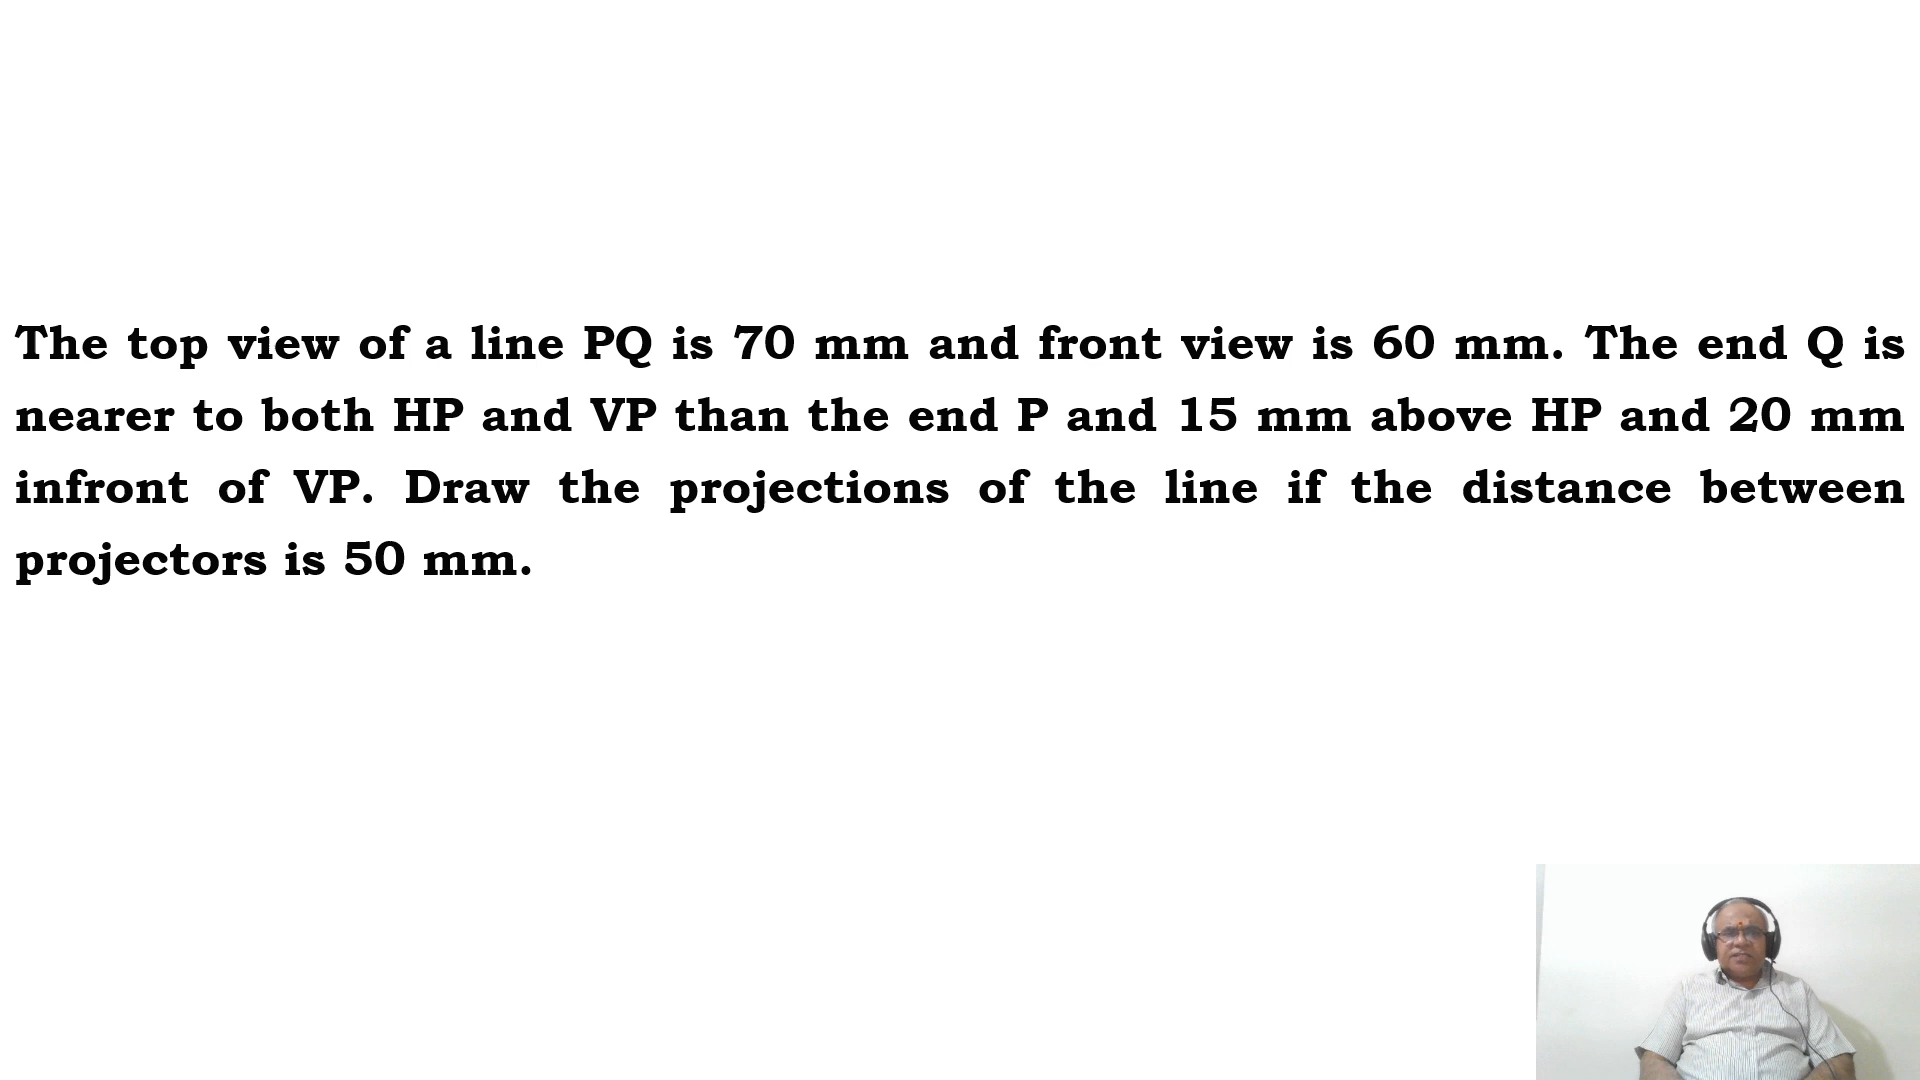 The top view of a line PQ is 70 mm and front view is 60 mm. The end Q is
nearer to both HP and VP than the end P and 15 mm above HP and 20 mm
infront of VP. Draw the projections of the line if the distance between
projectors is 50 mm.